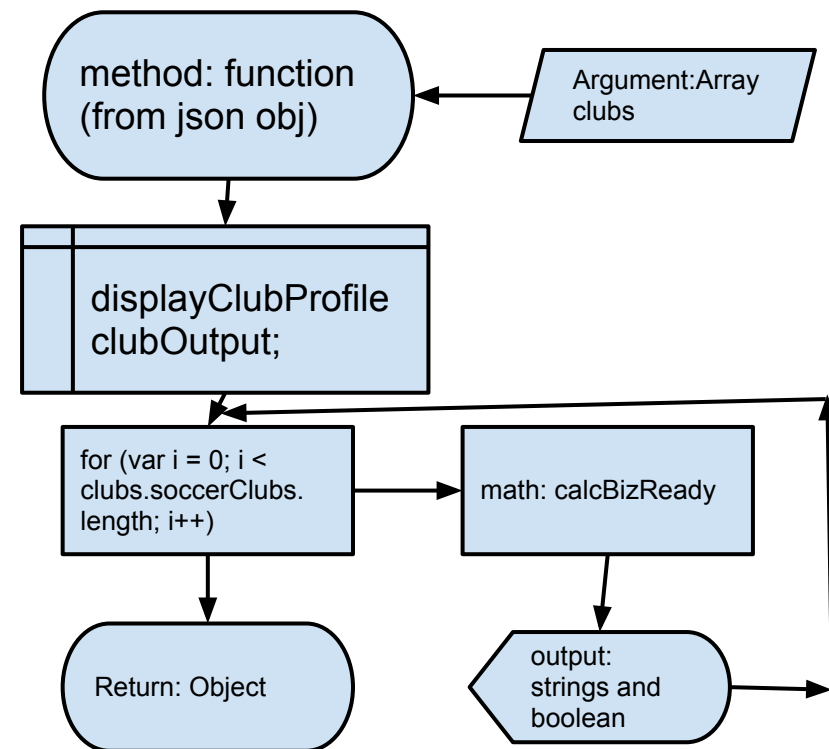 method: function
(from json obj)
Argument:Array
clubs
displayClubProfile
clubOutput;
for (var i = 0; i <
clubs.soccerClubs.
length; i++)
math: calcBizReady
Return: Object
output:
strings and
boolean